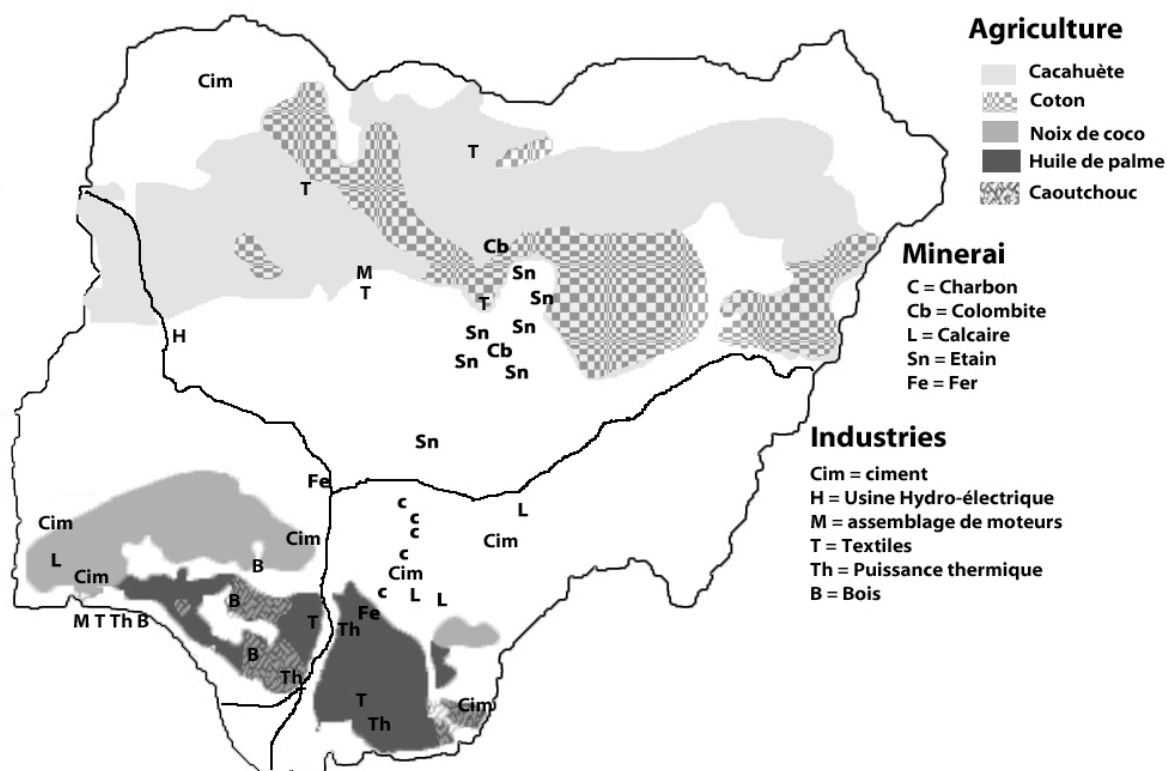 Agriculture
Cacahuète
Coton
Noix de coco
Huile de palme
Caoutchouc
Minerai
C = Charbon
Cb = Colombite
L = Calcaire
Sn = Etain
Fe = Fer
Industries
Cim = ciment
H = Usine Hydro-électrique
M = assemblage de moteurs
T = Textiles
Th = Puissance thermique
B = Bois
Cim
T
T
Cb
M
Sn
T
Sn
T
Sn
Sn
H
Cb
Sn
Sn
Sn
Fe
c
L
c
Cim
c
Cim
Cim
c
L
B
Cim
Cim
c
L
L
B
Fe
M T Th B
T
Th
B
Th
T
Cim
Th